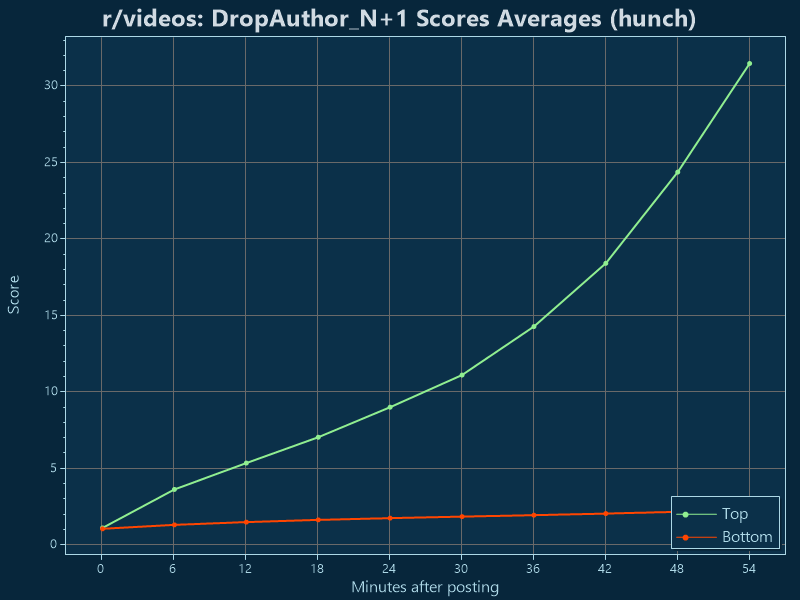 r/videos: DropAuthor_N+1 Scores Averages (hunch)
30
25
20
15
10
5
0
Score
Top
Bottom
0 6 12 18 24 30 36 42 48 54
Minutes after posting